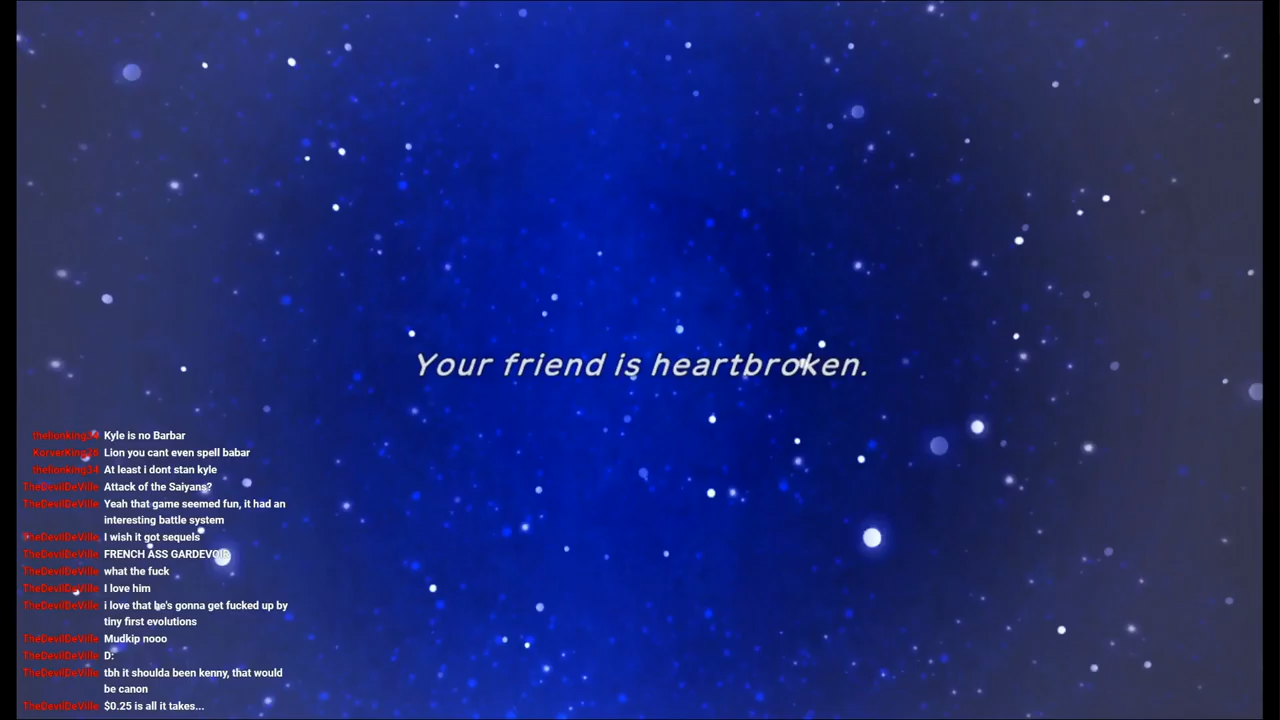 Your friend is heartbroken.
thelionking34 Kyle is no Barbar
KorverKing26 Lion you cant even spell babar
thelionking34 At least i dont stan kyle
TheDevilDeVille Attack of the Saiyans?
TheDevilDeVille Yeah that game seemed fun, it had an
interesting battle system
TheDevilDeVille I wish it got sequels
TheDevilDeVille FRENCH ASS GARDEVOIR
TheDevilDeVille what the fuck
TheDevilDeVille I love him
TheDevilDeVille i love that he's gonna get fucked up by
tiny first evolutions
TheDevilDeVille Mudkip nooo
TheDevilDeVille D:
TheDevilDeVille tbh it shoulda been kenny, that would
be canon
TheDevilDeVille $0.25 is all it takes...